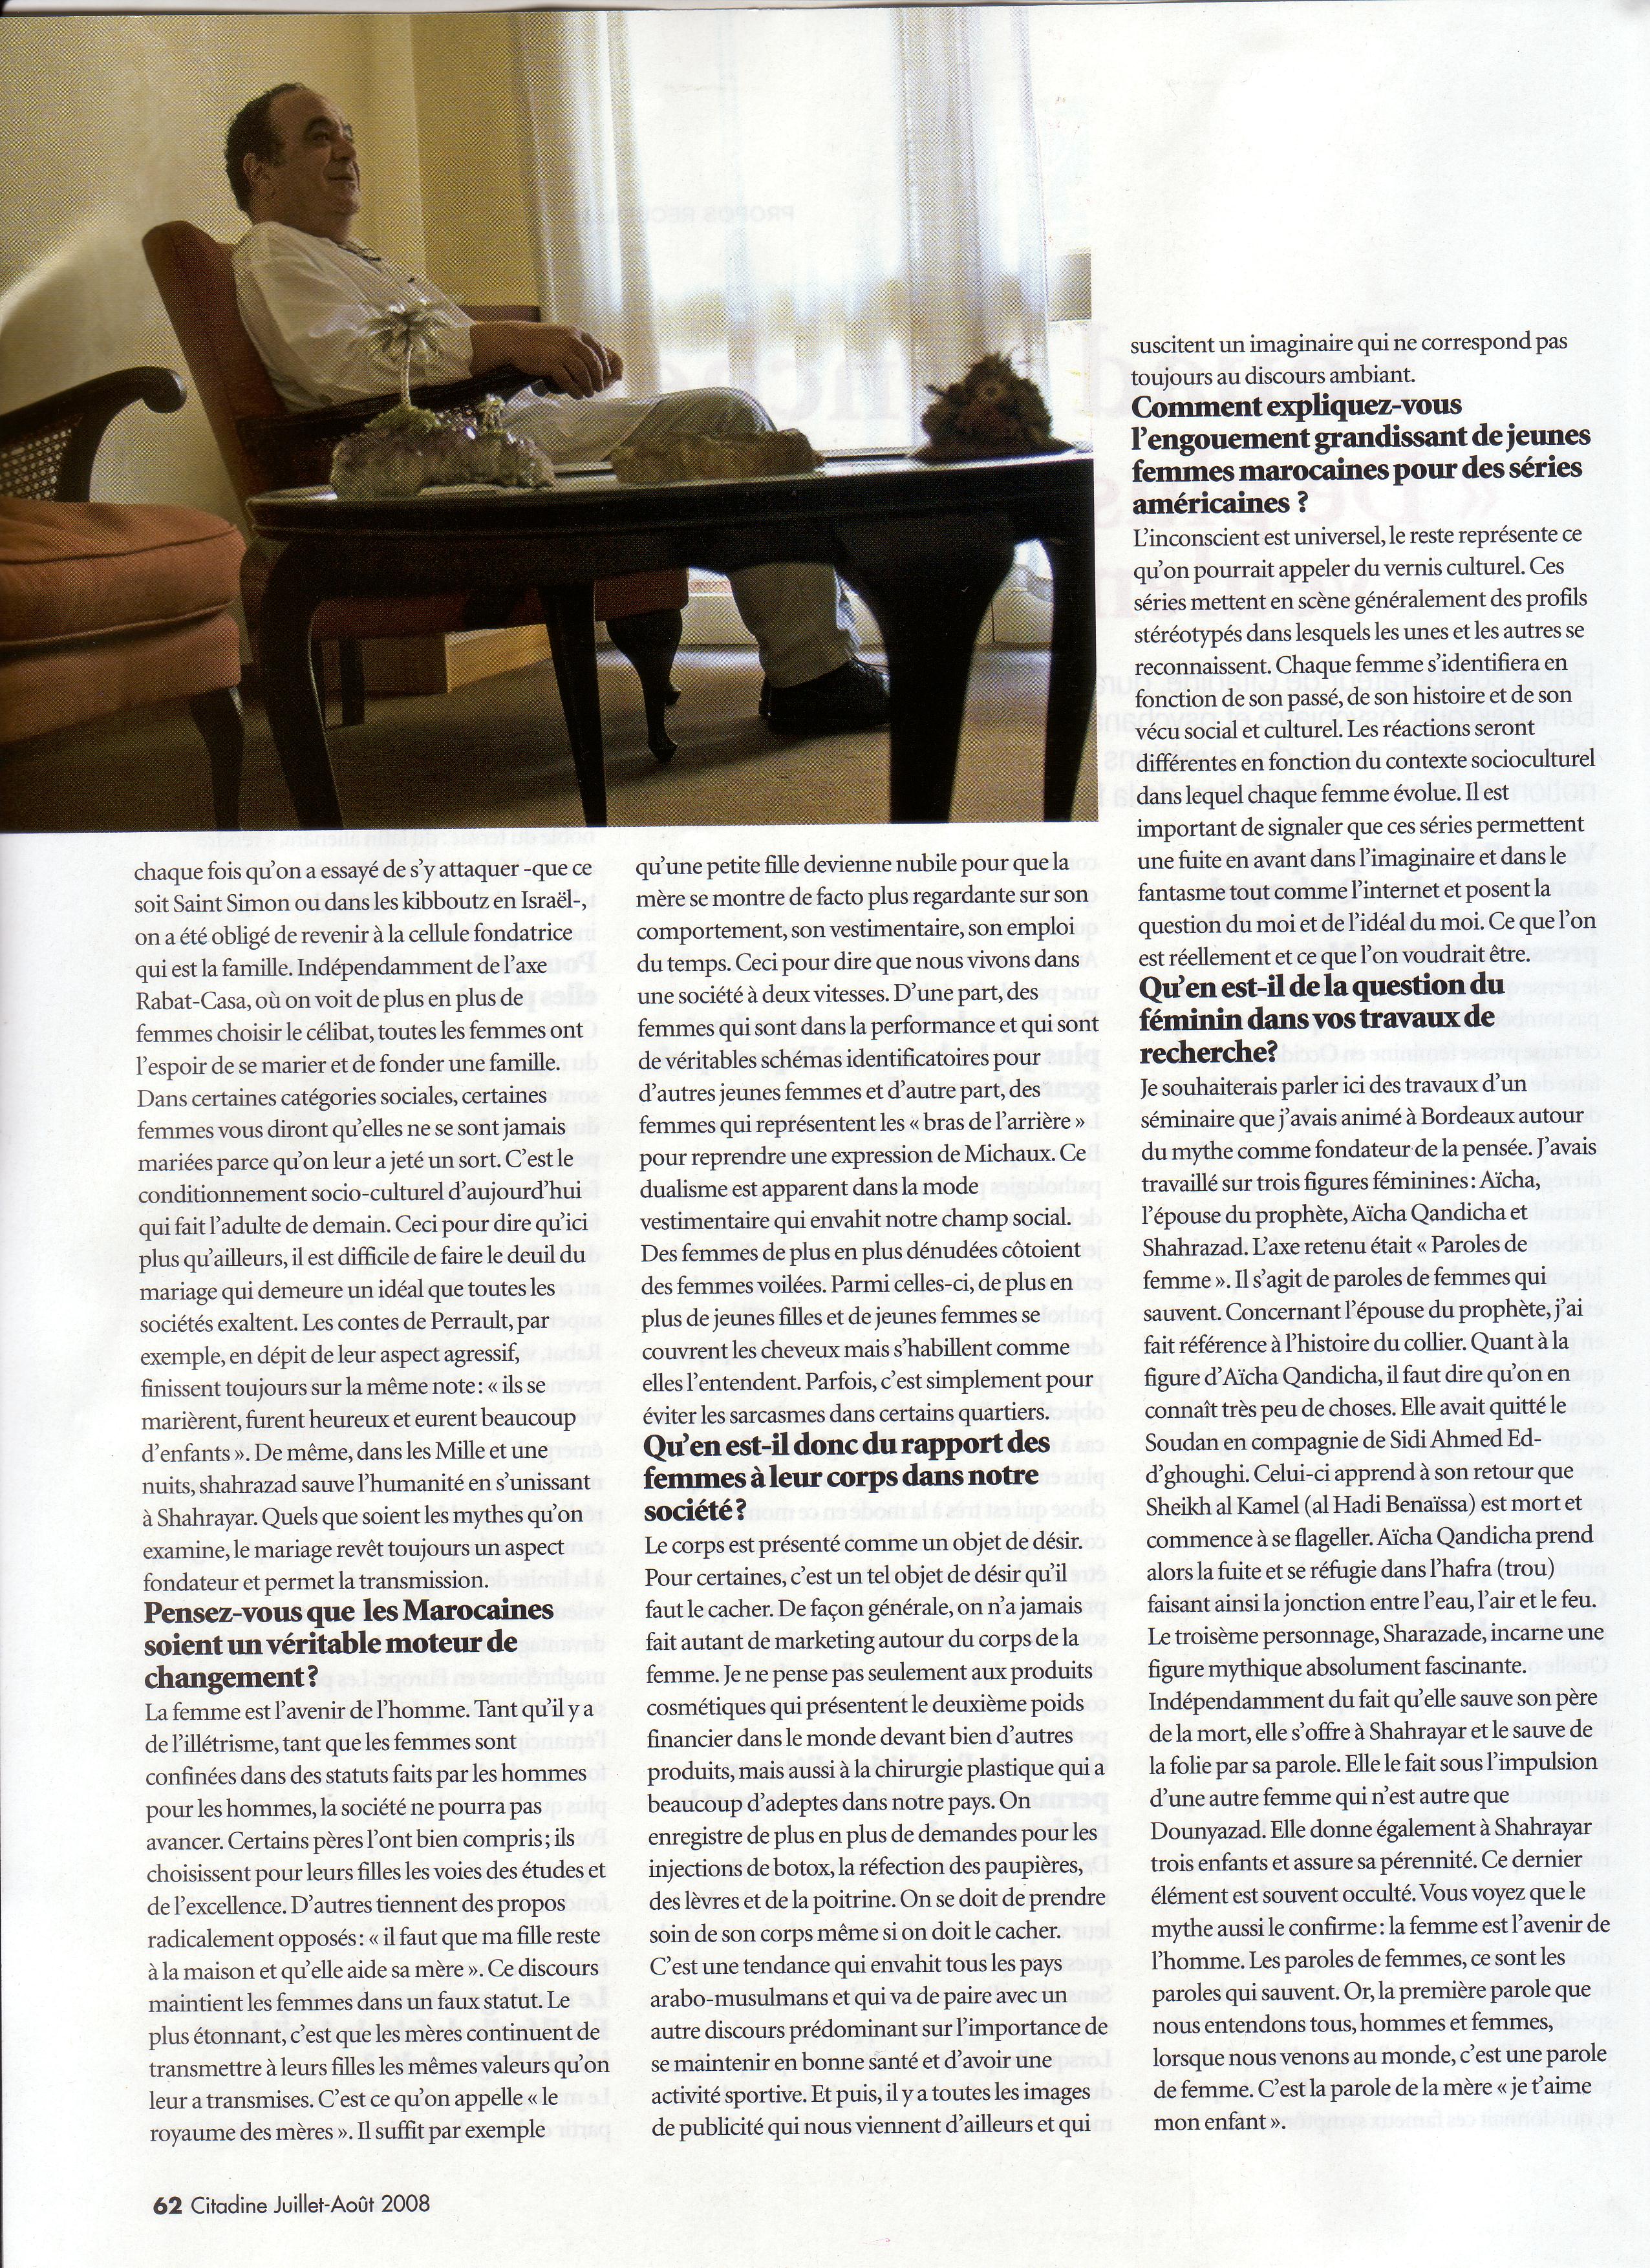 chaque fois qu'on a essayé de s'y attaquer -que ce
soit Saint Simon ou dans les kibboutz en Israël-,
on a été obligé de revenir à la cellule fondatrice
qui est la famille. Indépendamment de l'axe
Rabat-Casa, où on voit de plus en plus de
femmes choisir le célibat, toutes les femmes ont
l'espoir de se marier et de fonder une famille.
Dans certaines catégories sociales, certaines
femmes vous diront qu'elles ne se sont jamais
mariées parce qu'on leur a jeté un sort. C'est le
conditionnement socio-culturel d'aujourd'hui
qui fait l'adulte de demain. Ceci pour dire qu'ici
plus qu'ailleurs, il est difficile de faire le deuil du
mariage qui demeure un idéal que toutes les
sociétés exaltent. Les contes de Perrault, par
exemple, en dépit de leur aspect agressif,
finissent toujours sur la même note : « ils se
marièrent, furent heureux et eurent beaucoup
d'enfants ». De même, dans les Mille et une
nuits, shahrazad sauve l'humanité en s'unissant
à Shahrayar. Quels que soient les mythes qu'on
examine, le mariage revêt toujours un aspect
fondateur et permet la transmission.
Pensez-vous que les Marocaines
soient un véritable moteur de
changement ?
La femme est l'avenir de l'homme. Tant qu'il y a
de l'illétrisme, tant que les femmes sont
confinées dans des statuts faits par les hommes
pour les hommes, la société ne pourra pas
avancer. Certains pères l'ont bien compris ; ils
choisissent pour leurs filles les voies des études et
de l'excellence. D'autres tiennent des propos
radicalement opposés : « il faut que ma fille reste
à la maison et qu'elle aide sa mère ». Ce discours
maintient les femmes dans un faux statut. Le
plus étonnant, c'est que les mères continuent de
transmettre à leurs filles les mêmes valeurs qu'on
leur a transmises. C'est ce qu'on appelle « le
royaume des mères ». Il suffit par exemple
qu'une petite fille devienne nubile pour que la
mère se montre de facto plus regardante sur son
comportement, son vestimentaire, son emploi
du temps. Ceci pour dire que nous vivons dans
une société à deux vitesses. D'une part, des
femmes qui sont dans la performance et qui sont
de véritables schémas identificatoires pour
d'autres jeunes femmes et d'autre part, des
femmes qui représentent les « bras de l'arrière »
pour reprendre une expression de Michaux. Ce
dualisme est apparent dans la mode
vestimentaire qui envahit notre champ social.
Des femmes de plus en plus dénudées côtoient
des femmes voilées. Parmi celles-ci, de plus en
plus de jeunes filles et de jeunes femmes se
couvrent les cheveux mais s'habillent comme
elles l'entendent. Parfois, c'est simplement pour
éviter les sarcasmes dans certains quartiers.
Qu'en est-il donc du rapport des
femmes à leur corps dans notre
société ?
Le corps est présenté comme un objet de désir.
Pour certaines, c'est un tel objet de désir qu'il
faut le cacher. De façon générale, on n'a jamais
fait autant de marketing autour du corps de la
femme. Je ne pense pas seulement aux produits
cosmétiques qui présentent le deuxième poids
financier dans le monde devant bien d'autres
produits, mais aussi à la chirurgie plastique qui a
beaucoup d'adeptes dans notre pays. On
enregistre de plus en plus de demandes pour les
injections de botox, la réfection des paupières,
des lèvres et de la poitrine. On se doit de prendre
soin de son corps même si on doit le cacher.
C'est une tendance qui envahit tous les pays
arabo-musulmans et qui va de paire avec un
autre discours prédominant sur l'importance de
se maintenir en bonne santé et d'avoir une
activité sportive. Et puis, il y a toutes les images
de publicité qui nous viennent d'ailleurs et qui
suscitent un imaginaire qui ne correspond pas
toujours au discours ambiant.
Comment expliquez-vous
l'engouement grandissant de jeunes
femmes marocaines pour des séries
américaines ?
L'inconscient est universel, le reste représente ce
qu'on pourrait appeler du vernis culturel. Ces
séries mettent en scène généralement des profils
stéréotypés dans lesquels les unes et les autres se
reconnaissent. Chaque femme s'identifiera en
fonction de son passé, de son histoire et de son
vécu social et culturel. Les réactions seront
différentes en fonction du contexte socioculturel
dans lequel chaque femme évolue. Il est
important de signaler que ces séries permettent
une fuite en avant dans l'imaginaire et dans le
fantasme tout comme l'internet et posent la
question du moi et de l'idéal du moi. Ce que l'on
est réellement et ce que l'on voudrait être.
Qu'en est-il de la question du
féminin dans vos travaux de
recherche?
Je souhaiterais parler ici des travaux d'un
séminaire que j'avais animé à Bordeaux autour
du mythe comme fondateur de la pensée. J'avais
travaillé sur trois figures féminines : Aïcha,
l'épouse du prophète, Aïcha Qandicha et
Shahrazad. L'axe retenu était « Paroles de
femme ». Il s'agit de paroles de femmes qui
sauvent. Concernant l'épouse du prophète, j'ai
fait référence à l'histoire du collier. Quant à la
figure d'Aïcha Qandicha, il faut dire qu'on en
connaît très peu de choses. Elle avait quitté le
Soudan en compagnie de Sidi Ahmed Ed-
d'ghoughi. Celui-ci apprend à son retour que
Sheikh al Kamel (al Hadi Benaïssa) est mort et
commence à se flageller. Aïcha Qandicha prend
alors la fuite et se réfugie dans l'hafra (trou)
faisant ainsi la jonction entre l'eau, l'air et le feu.
Le troisème personnage, Sharazade, incarne une
figure mythique absolument fascinante.
Indépendamment du fait qu'elle sauve son père
de la mort, elle s'offre à Shahrayar et le sauve de
la folie par sa parole. Elle le fait sous l'impulsion
d'une autre femme qui n'est autre que
Dounyazad. Elle donne également à Shahrayar
trois enfants et assure sa pérennité. Ce dernier
élément est souvent occulté. Vous voyez que le
mythe aussi le confirme : la femme est l'avenir de
l'homme. Les paroles de femmes, ce sont les
paroles qui sauvent. Or, la première parole que
nous entendons tous, hommes et femmes,
lorsque nous venons au monde, c'est une parole
de femme. C'est la parole de la mère « je t'aime
mon enfant ».
62 Citadine Juillet-Août 2008